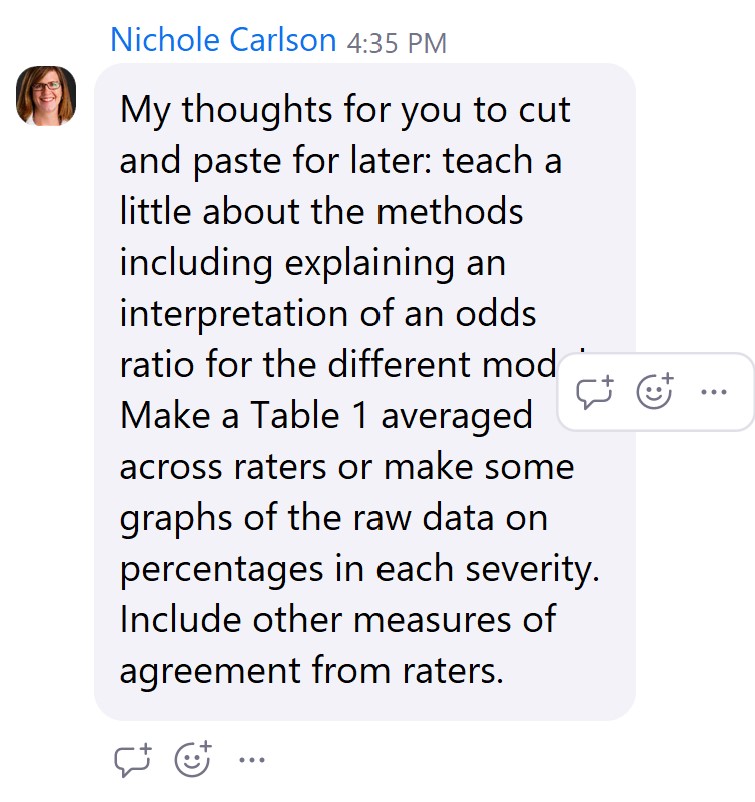 Nichole Carlson 4:35 PM
My thoughts for you to cut
and paste for later: teach a
little about the methods
including explaining an
interpretation of an odds
ratio for the different
Make a Table 1 averaged
across raters or make some
graphs of the raw data on
percentages in each severity.
Include other measures of
agreement from raters.